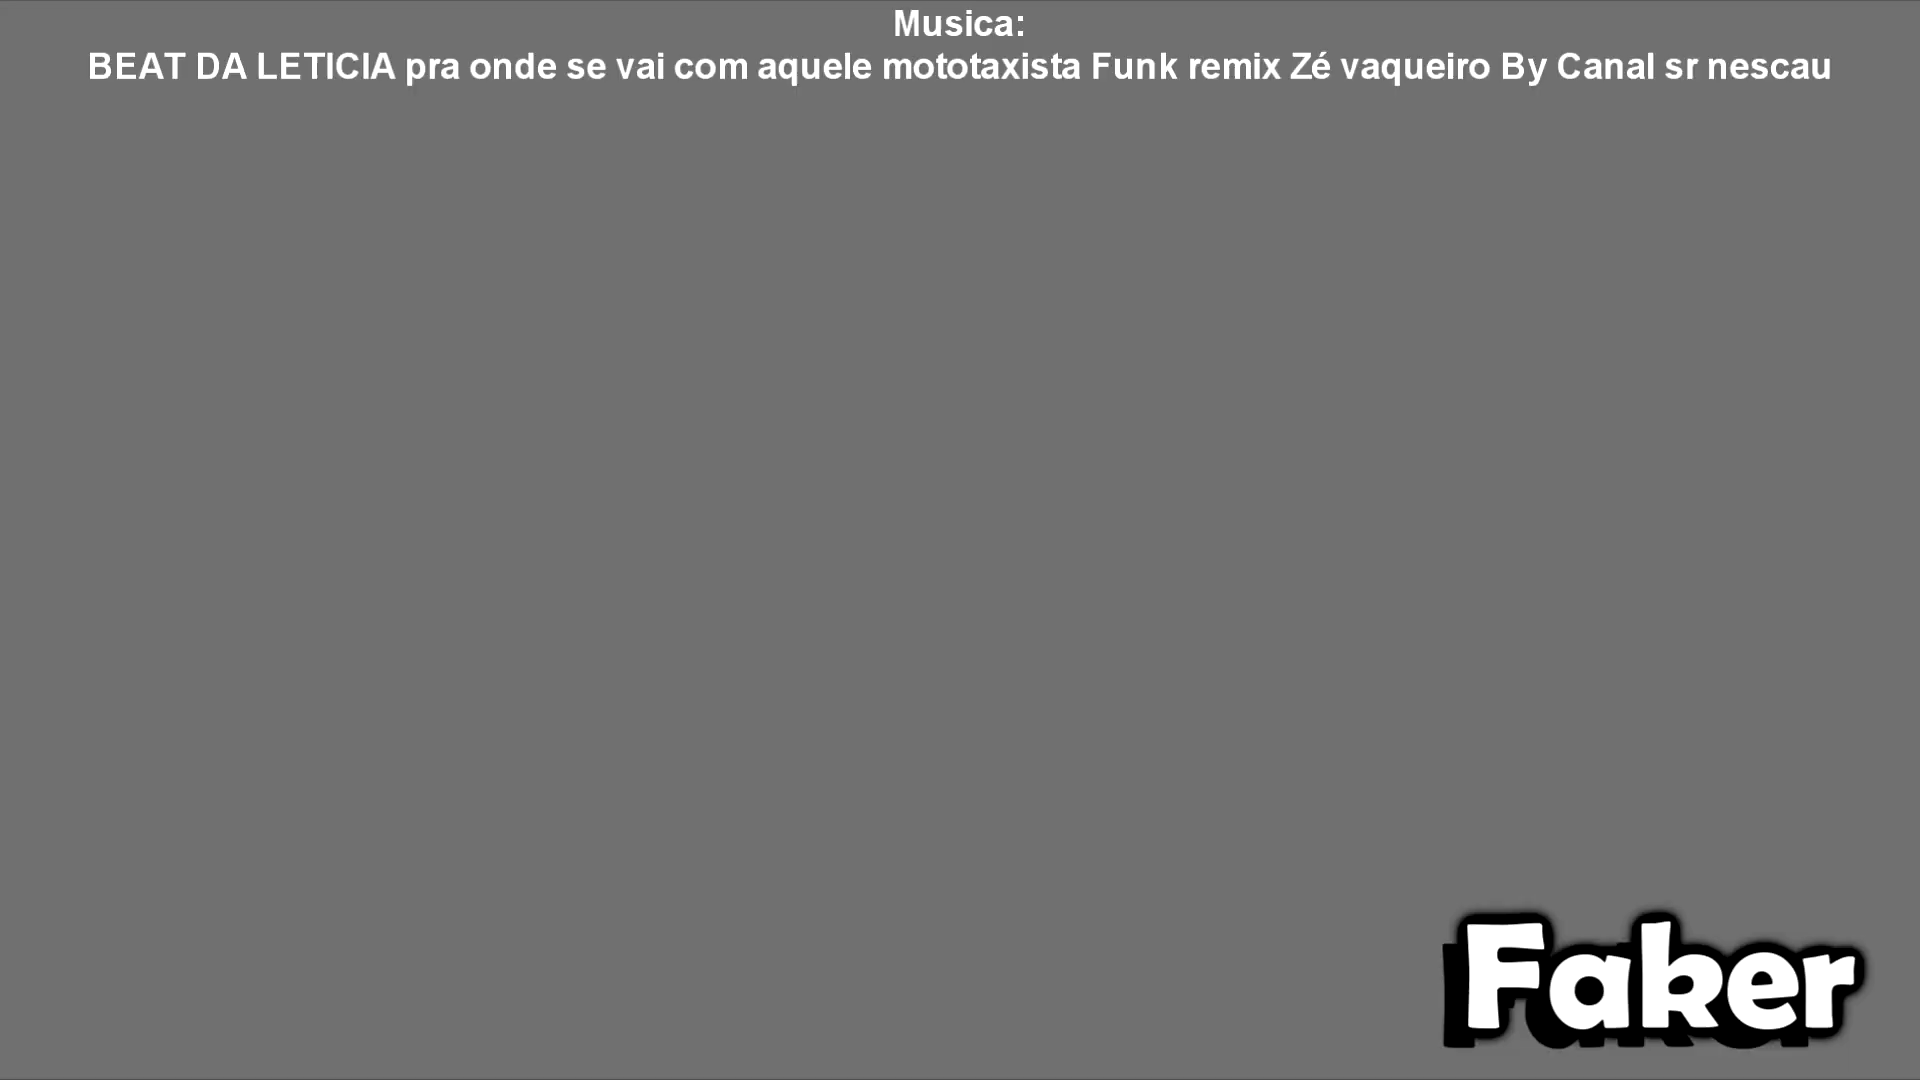 Musica:
BEAT DA LETICIA pra onde se vai com aquele mototaxista Funk remix Zé vaqueiro By Canal sr nescau
Faker